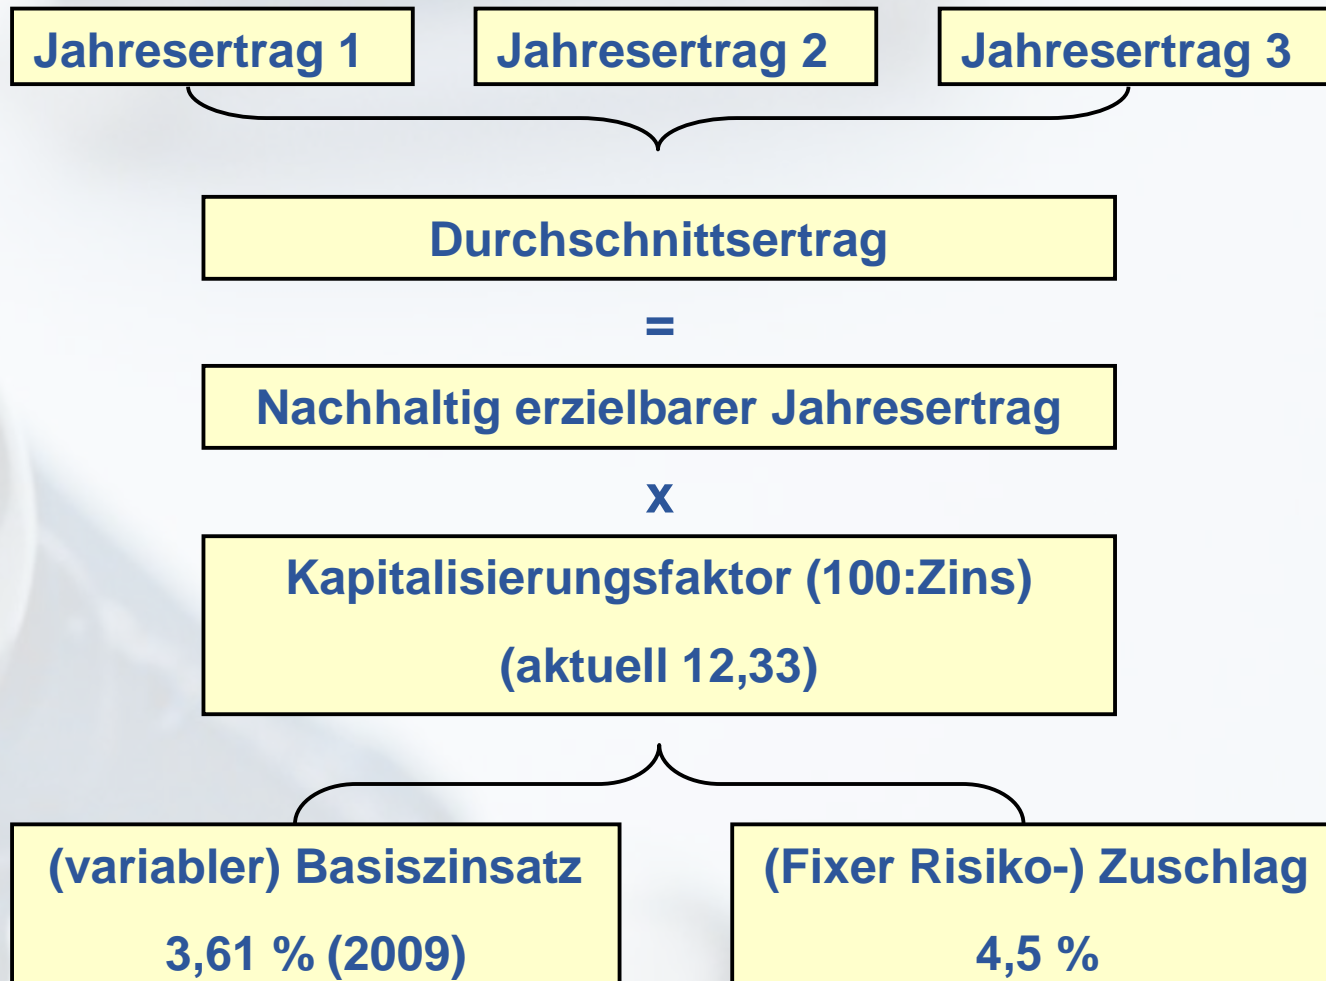 Jahresertrag 1
Jahresertrag 2
Jahresertrag 3
Durchschnittsertrag
=
Nachhaltig erzielbarer Jahresertrag
x
Kapitalisierungsfaktor (100:Zins)
(aktuell 12,33)
(variabler) Basiszinsatz
3,61 % (2009)
(Fixer Risiko-) Zuschlag
4,5 %